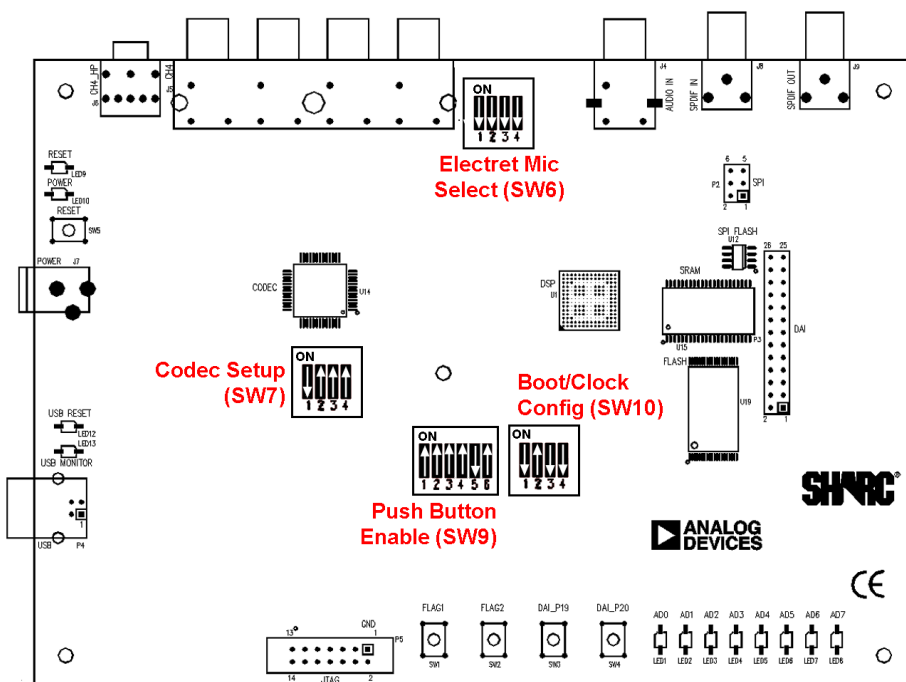 CH4_HP
J6
J5
CH4
ON
1 2 3 4
Electret Mic
Select (SW6)
J4
AUDIO IN
SPDIF IN
J8
SPDIF OUT
J9
RESET
LED9
POWER
LED10
RESET
SW5
6 5
P2
SPI
2 1
SPI FLASH
U12
POWER J7
CODEC
U14
DSP
U1
SRAM
U15
P3
26 25
DAI
2 1
Codec Setup
(SW7)
ON
1 2 3 4
Boot/Clock
Config (SW10)
FLASH
U19
USB RESET
LED12
LED13
USB MONITOR
1
USB
P4
ON
1 2 3 4 5 6
ON
1 2 3 4
Push Button
Enable (SW9)
SHARC®
ANALOG
DEVICES
CE
13
GND
1
P5
14
JTAG
2
FLAG1
SW1
FLAG2
SW2
DAI_P19
SW3
DAI_P20
SW4
AD0 AD1 AD2 AD3 AD4 AD5 AD6 AD7
LED1 LED2 LED3 LED4 LED5 LED6 LED7 LED8